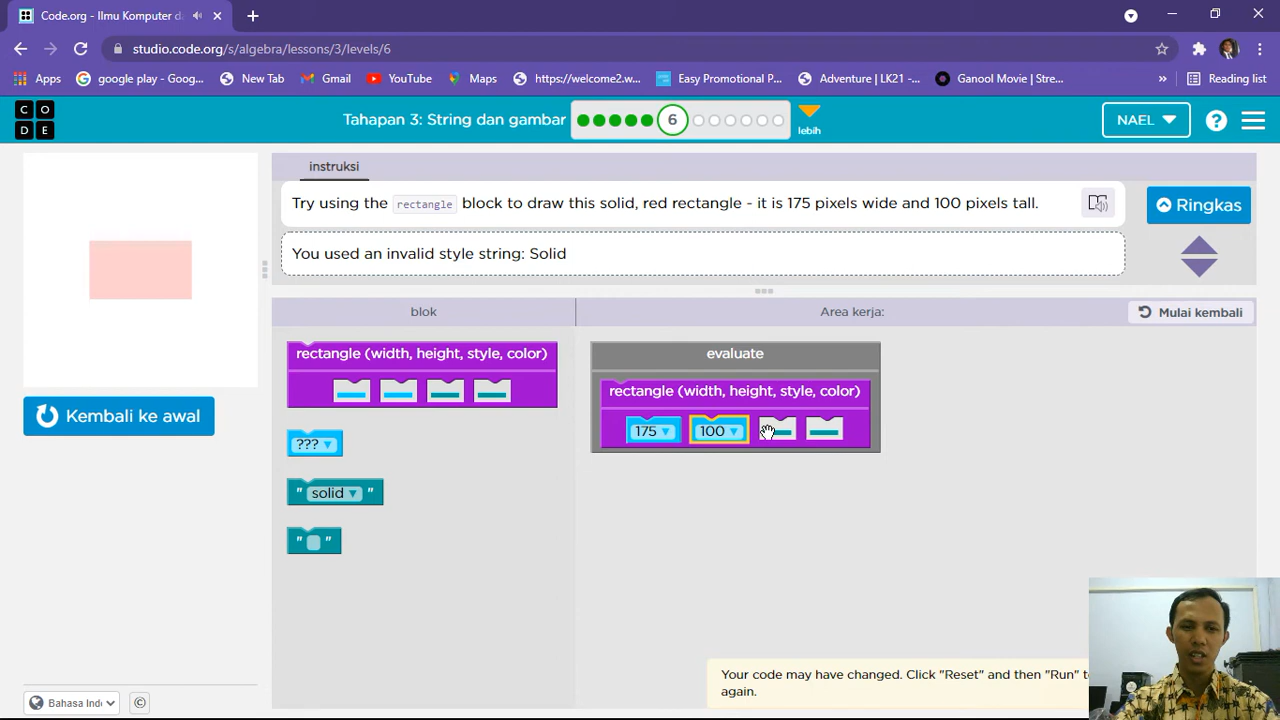 Code.org - Ilmu Komputer da
studio.code.org/s/algebra/lessons/3/levels/6
Apps
google play - Goog...
New Tab
Gmail
YouTube
Maps
https://welcome2.w...
Easy Promotional P...
Adventure | LK21 -...
Ganool Movie | Stre...
»
Reading list
C O
D E
Tahapan 3: String dan gambar
6
lebih
NAEL
?
instruksi
Try using the rectangle block to draw this solid, red rectangle - it is 175 pixels wide and 100 pixels tall.
Ringkas
You used an invalid style string: Solid
blok
Area kerja:
Mulai kembali
rectangle (width, height, style, color)
evaluate
rectangle (width, height, style, color)
175
100
Kembali ke awal
???
" solid "
" "
Your code may have changed. Click "Reset" and then "Run" t
again.
Bahasa Ind
©